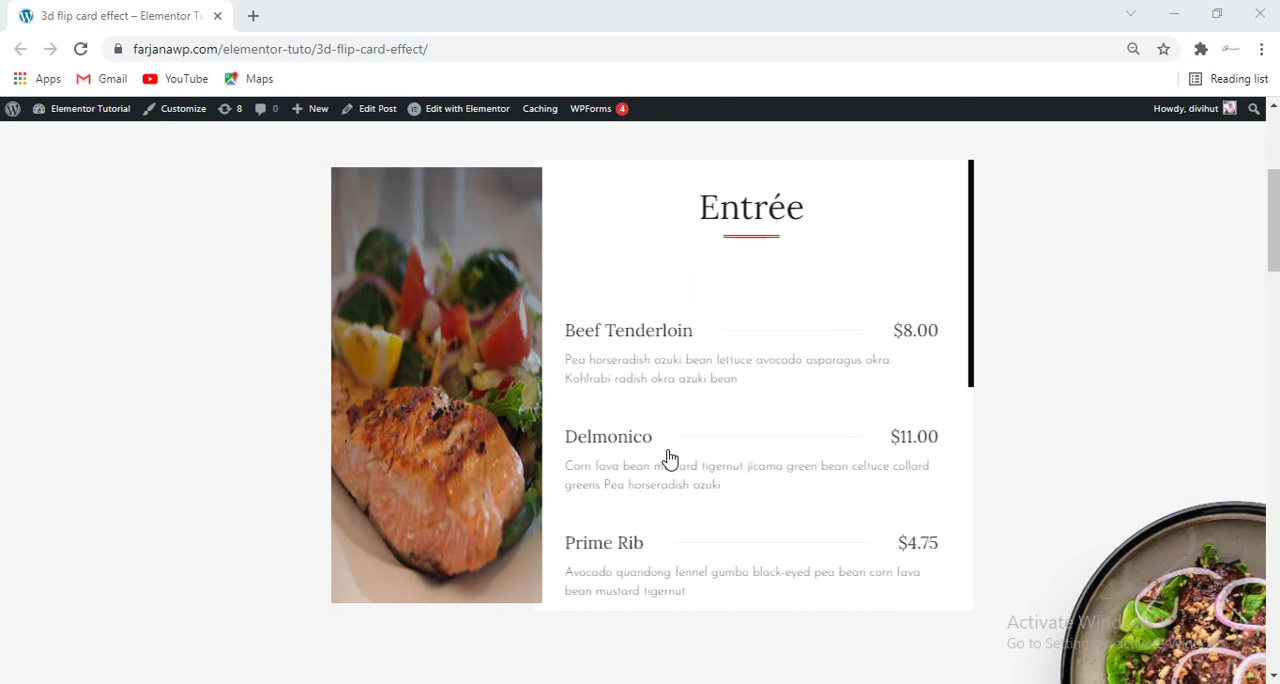 3d flip card effect – Elementor Tu
farjanawp.com/elementor-tuto/3d-flip-card-effect/
Apps Gmail YouTube Maps Reading list
Elementor Tutorial Customize 8 0 New Edit Post Edit with Elementor Caching WPForms 4 Howdy, divihut
Entrée
Beef Tenderloin $8.00
Pea horseradish azuki bean lettuce avocado asparagus okra.
Kohlrabi radish okra azuki bean
Delmonico $11.00
Corn fava bean mustard tigernut jicama green bean celtuce collard
greens Pea horseradish azuki
Prime Rib $4.75
Avocado quandong fennel gumbo black-eyed pea bean corn fava
bean mustard tigernut
Activate Windows
Go to Settings to activate Windows.